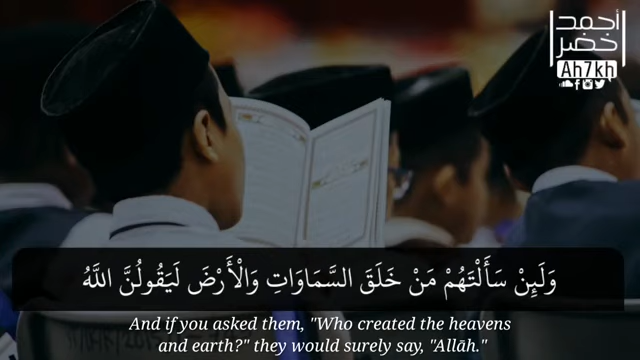 أحمد
خضر
Ah7kh
وَلَئِنْ سَأَلْتَهُمْ مَنْ خَلَقَ السَّمَاوَاتِ وَالْأَرْضَ لَيَقُولُنَّ اللَّهُ
And if you asked them, "Who created the heavens
and earth?" they would surely say, "Allāh."